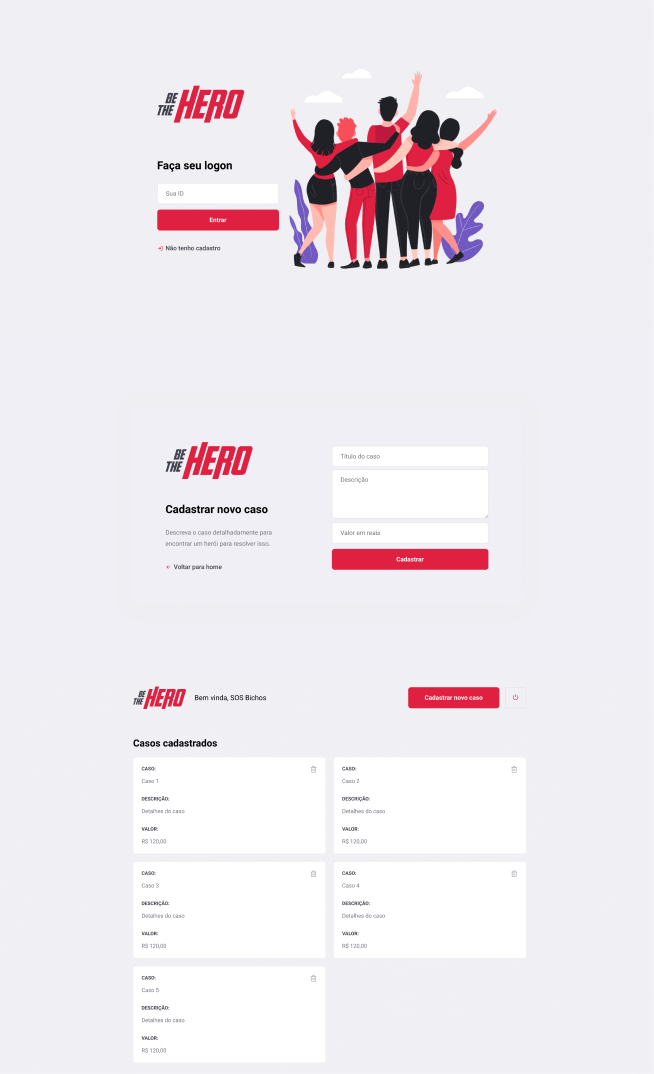 BE
THE HERO
Faça seu logon
Sua ID
Entrar
Não tenho cadastro
BE
THE HERO
Cadastrar novo caso
Descreva o caso detalhadamente para
encontrar um herói para resolver isso.
Voltar para home
Título do caso
Descrição
Valor em reais
Cadastrar
BE
THE HERO
Bem vinda, SOS Bichos
Cadastrar novo caso
Casos cadastrados
CASO:
Caso 1
DESCRIÇÃO:
Detalhes do caso
VALOR:
R$ 120,00
CASO:
Caso 2
DESCRIÇÃO:
Detalhes do caso
VALOR:
R$ 120,00
CASO:
Caso 3
DESCRIÇÃO:
Detalhes do caso
VALOR:
R$ 120,00
CASO:
Caso 4
DESCRIÇÃO:
Detalhes do caso
VALOR:
R$ 120,00
CASO:
Caso 5
DESCRIÇÃO:
Detalhes do caso
VALOR:
R$ 120,00